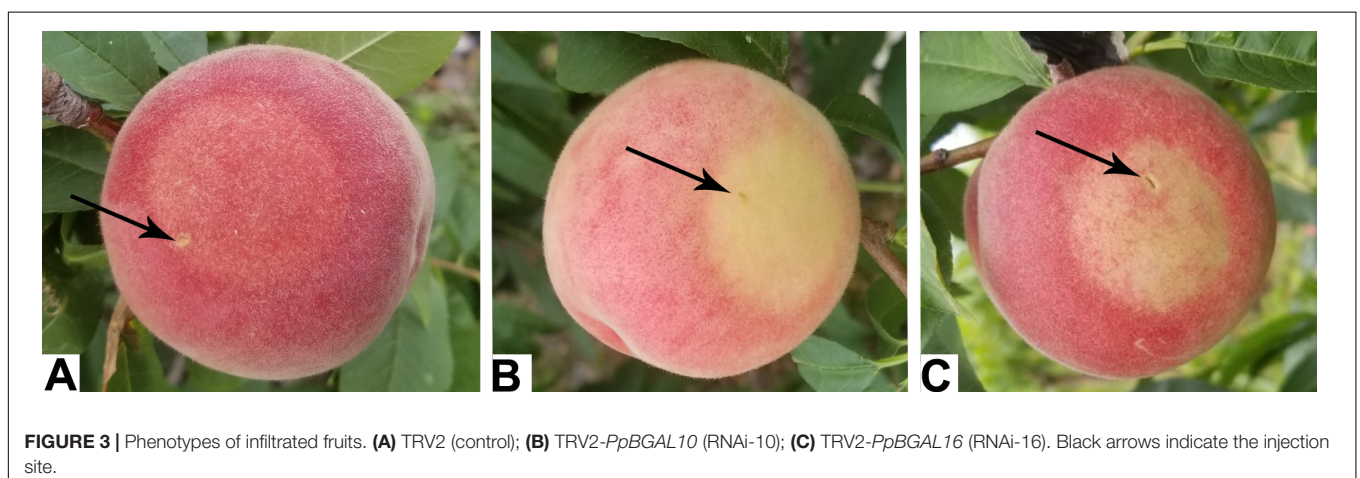 A
B
C
FIGURE 3 | Phenotypes of infiltrated fruits. (A) TRV2 (control); (B) TRV2-PpBGAL10 (RNAi-10); (C) TRV2-PpBGAL16 (RNAi-16). Black arrows indicate the injection
site.